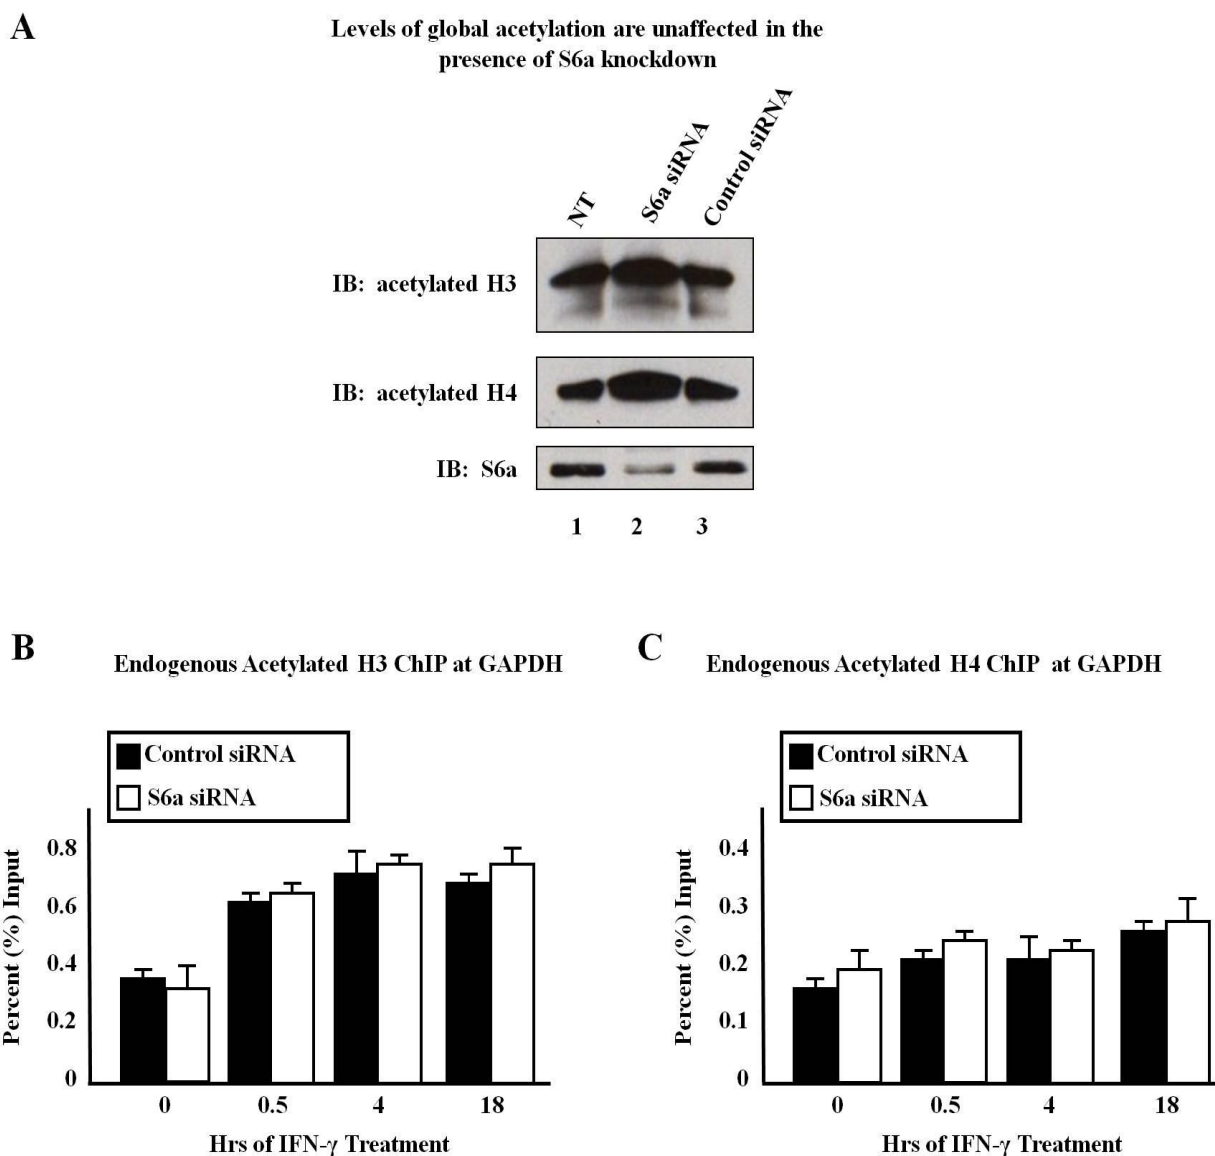 A
Levels of global acetylation are unaffected in the
presence of S6a knockdown
NT
S6a siRNA
Control siRNA
IB: acetylated H3
IB: acetylated H4
IB: S6a
1 2 3
B
Endogenous Acetylated H3 ChIP at GAPDH
Control siRNA
S6a siRNA
Percent (%) Input
0.8
0.6
0.4
0.2
0
0 0.5 4 18
Hrs of IFN-γ Treatment
C
Endogenous Acetylated H4 ChIP at GAPDH
Control siRNA
S6a siRNA
Percent (%) Input
0.4
0.3
0.2
0.1
0
0 0.5 4 18
Hrs of IFN-γ Treatment